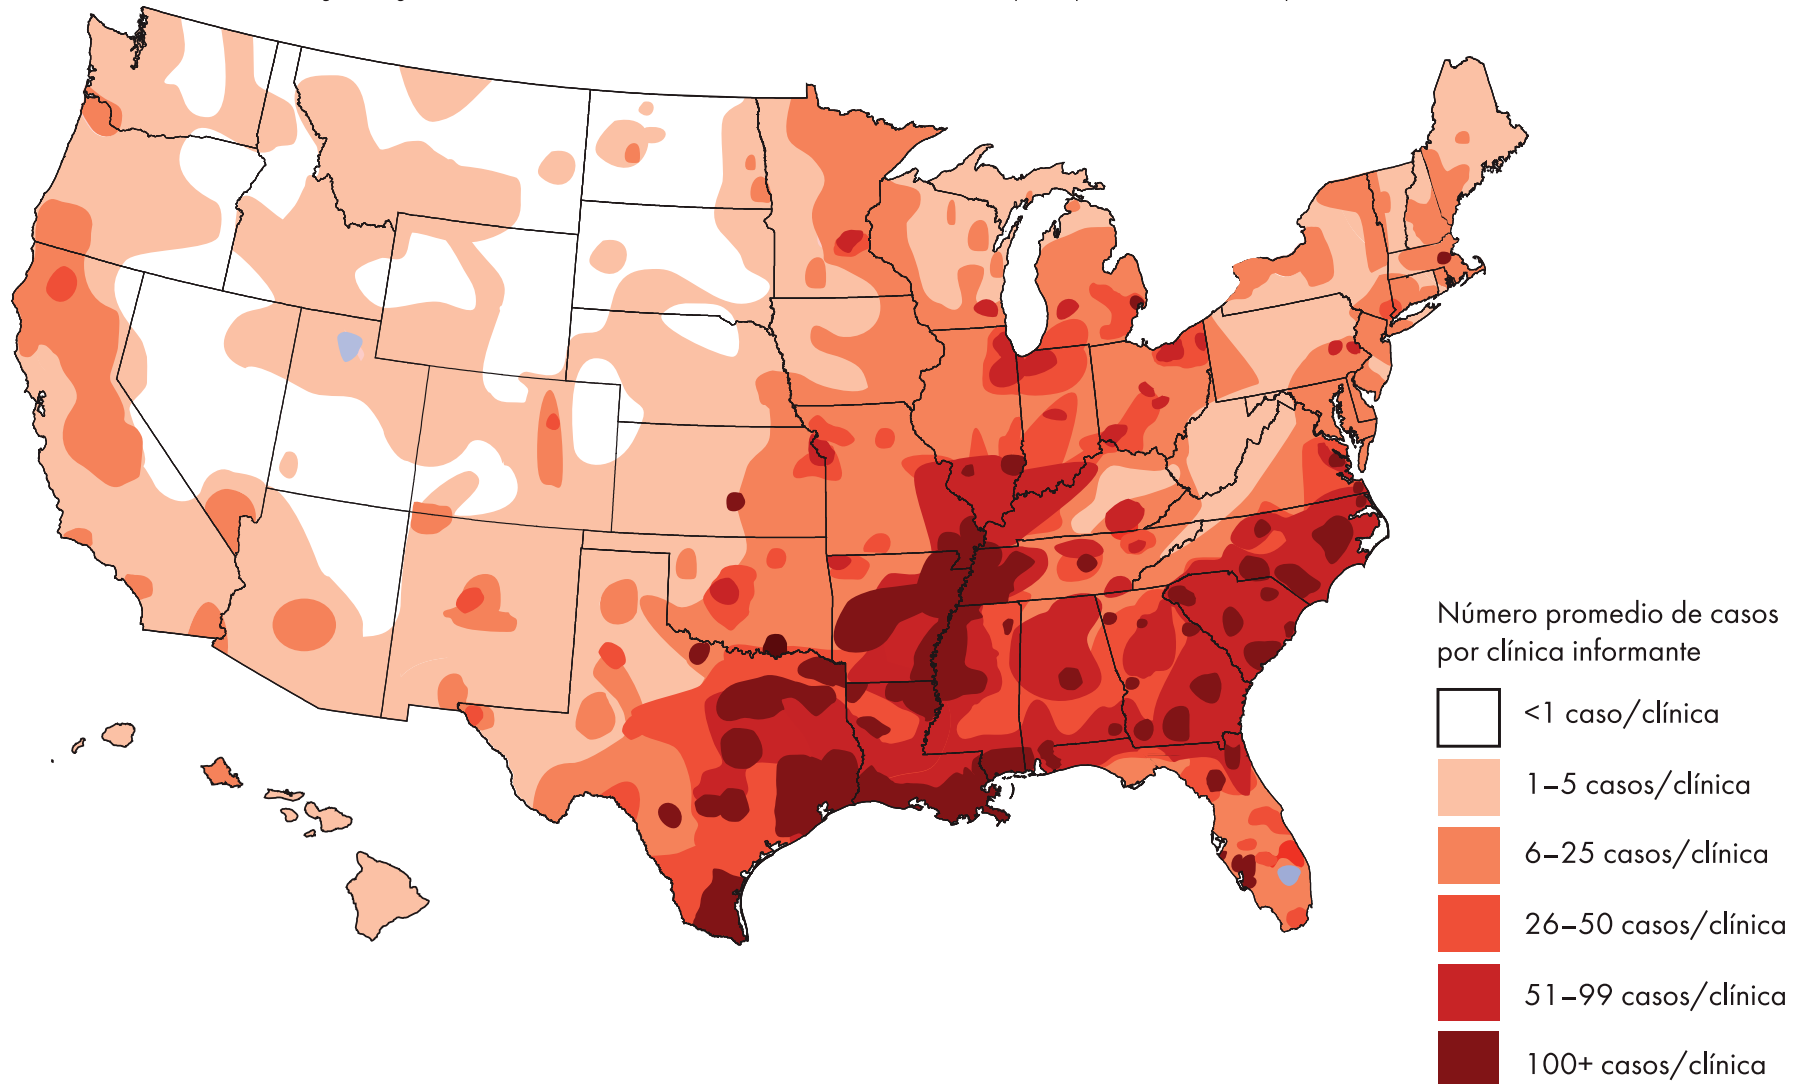 Número promedio de casos
por clínica informante
<1 caso/clínica
1–5 casos/clínica
6–25 casos/clínica
26–50 casos/clínica
51–99 casos/clínica
100+ casos/clínica